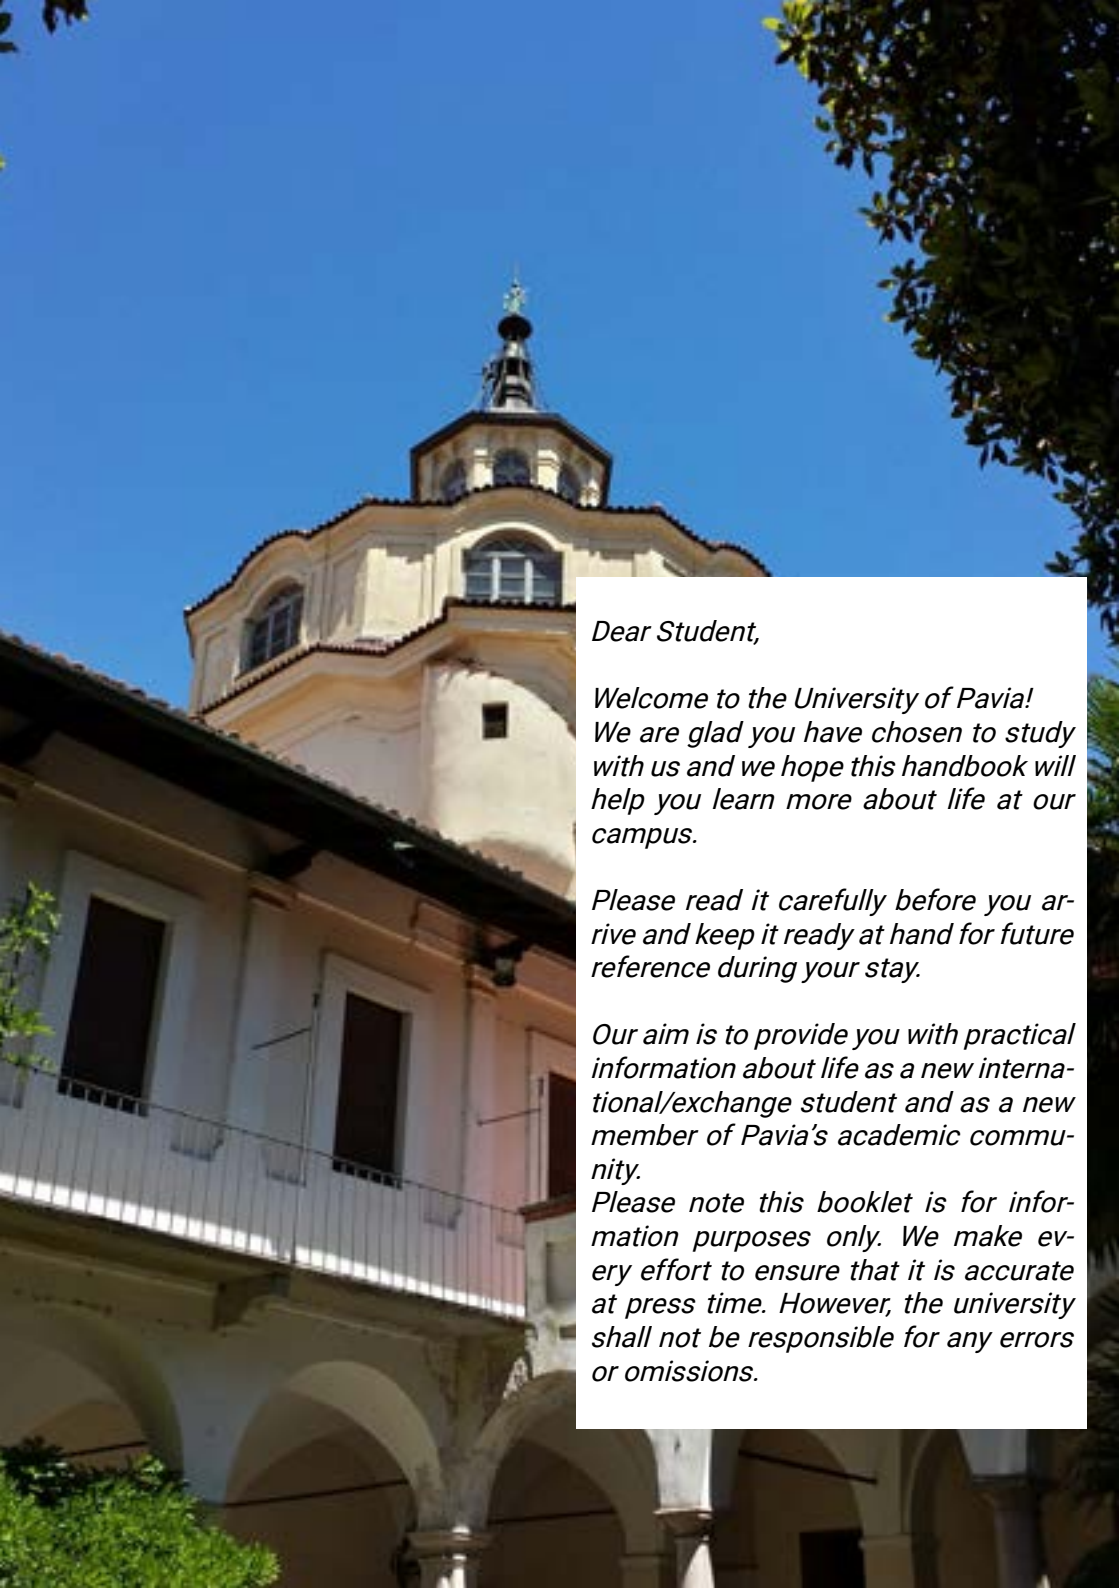 Dear Student,
Welcome to the University of Pavia!
We are glad you have chosen to study
with us and we hope this handbook will
help you learn more about life at our
campus.
Please read it carefully before you ar-
rive and keep it ready at hand for future
reference during your stay.
Our aim is to provide you with practical
information about life as a new interna-
tional/exchange student and as a new
member of Pavia's academic commu-
nity.
Please note this booklet is for infor-
mation purposes only. We make ev-
ery effort to ensure that it is accurate
at press time. However, the university
shall not be responsible for any errors
or omissions.